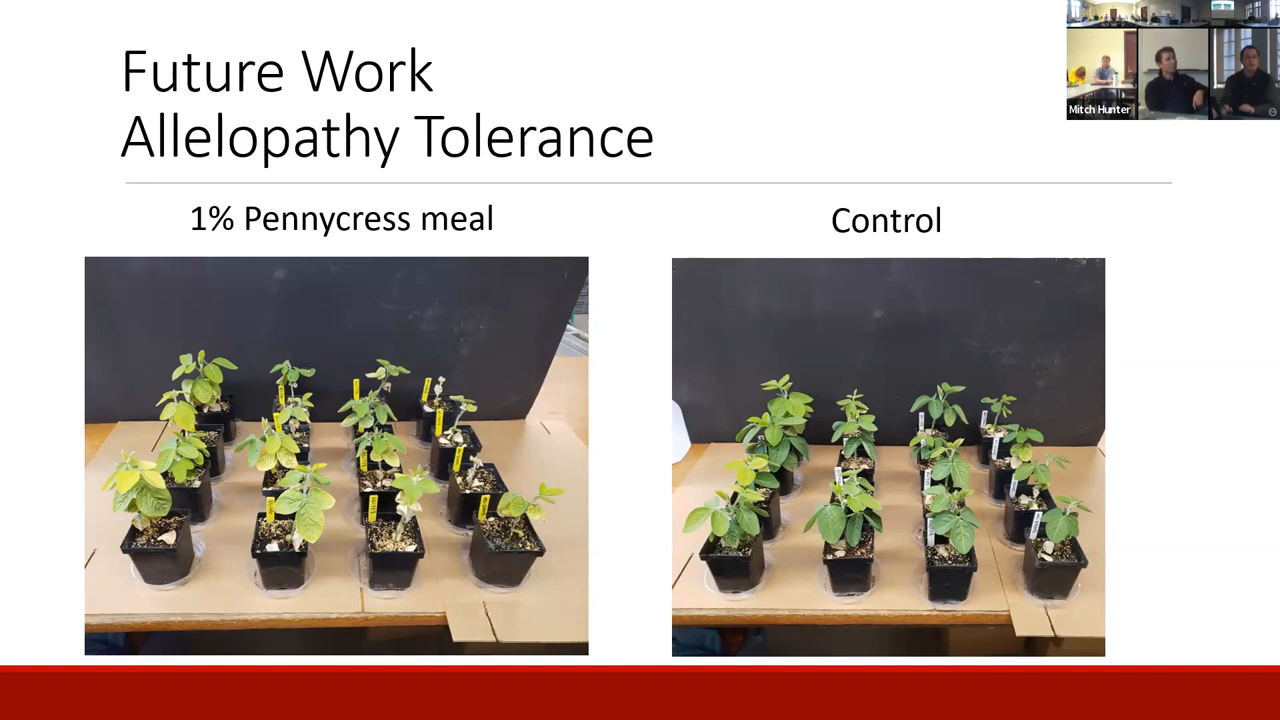 Future Work
Allelopathy Tolerance
1% Pennycress meal
Control
Mitch Hunter